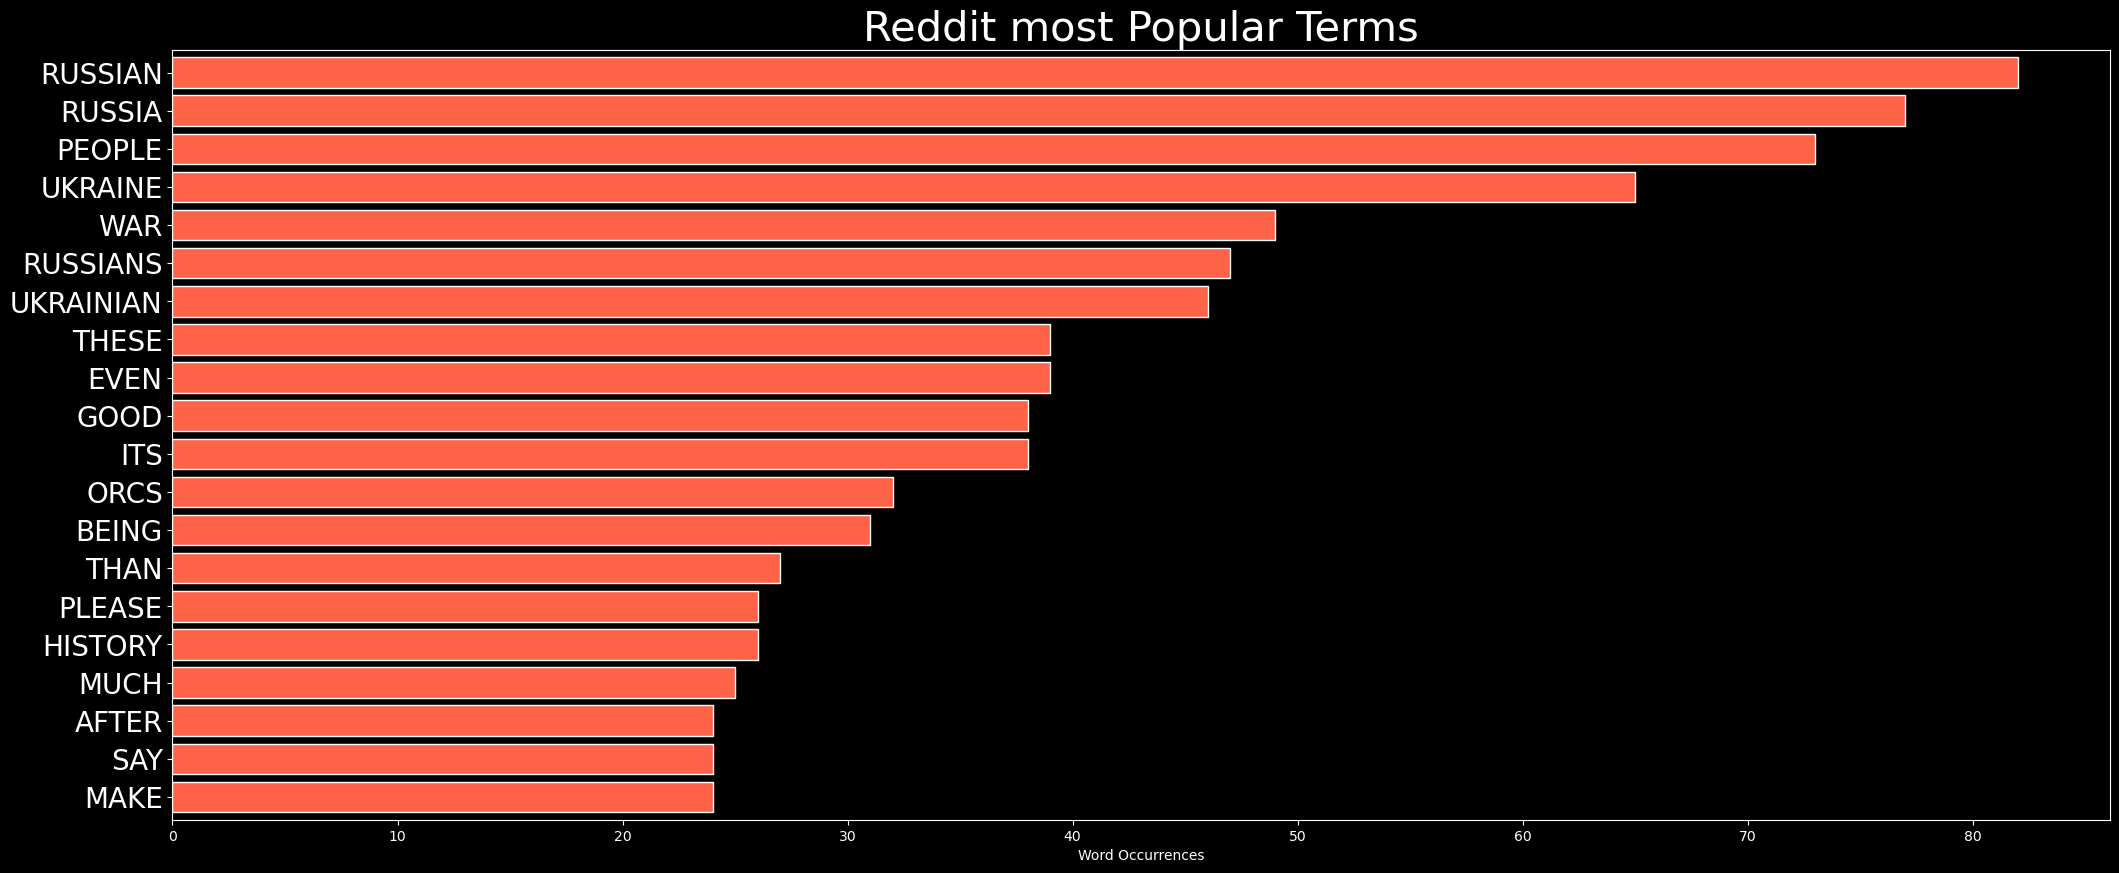 Reddit most Popular Terms
RUSSIAN
RUSSIA
PEOPLE
UKRAINE
WAR
RUSSIANS
UKRAINIAN
THESE
EVEN
GOOD
ITS
ORCS
BEING
THAN
PLEASE
HISTORY
MUCH
AFTER
SAY
MAKE
0 10 20 30 40 50 60 70 80
Word Occurrences